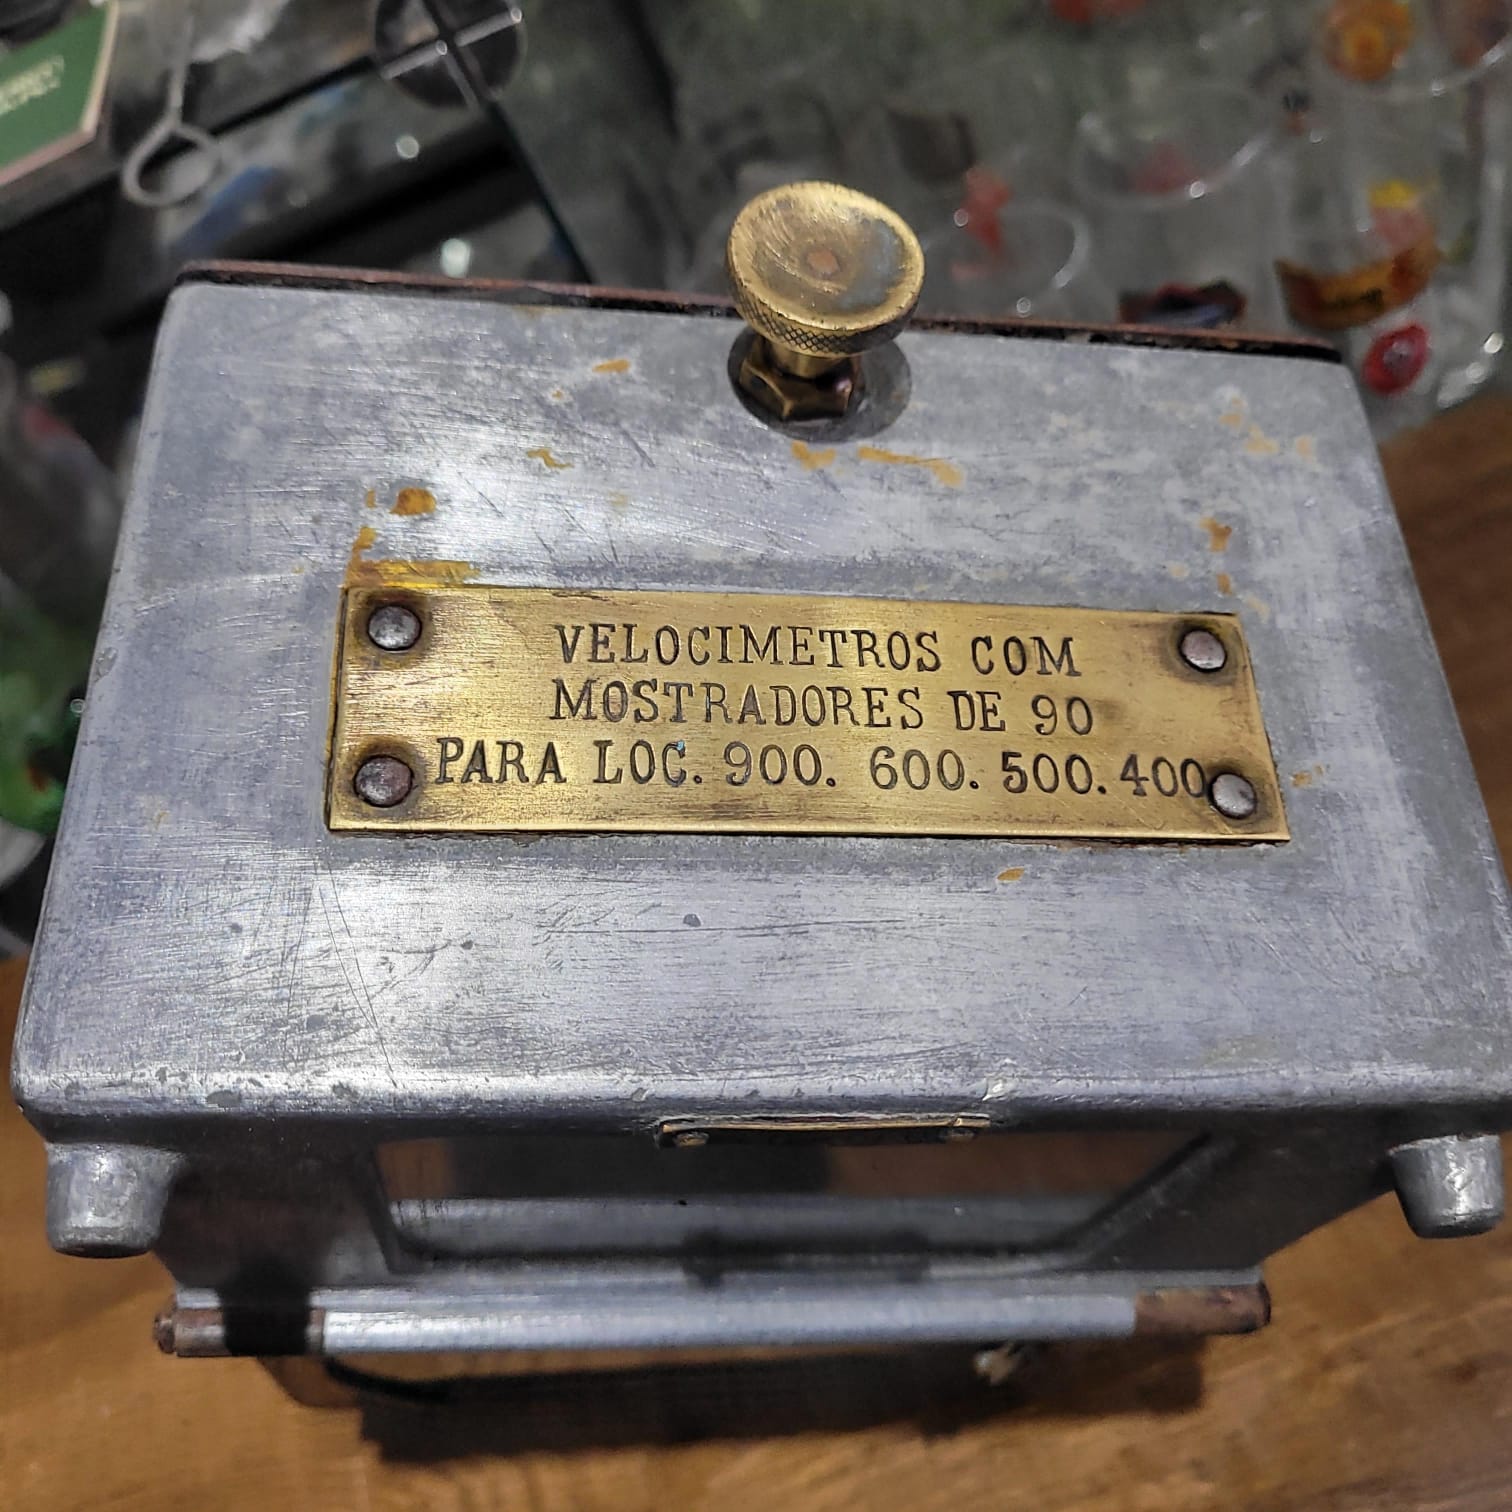 VELOCIMETROS COM
MOSTRADORES DE 90
PARA LOC. 900. 600. 500. 400